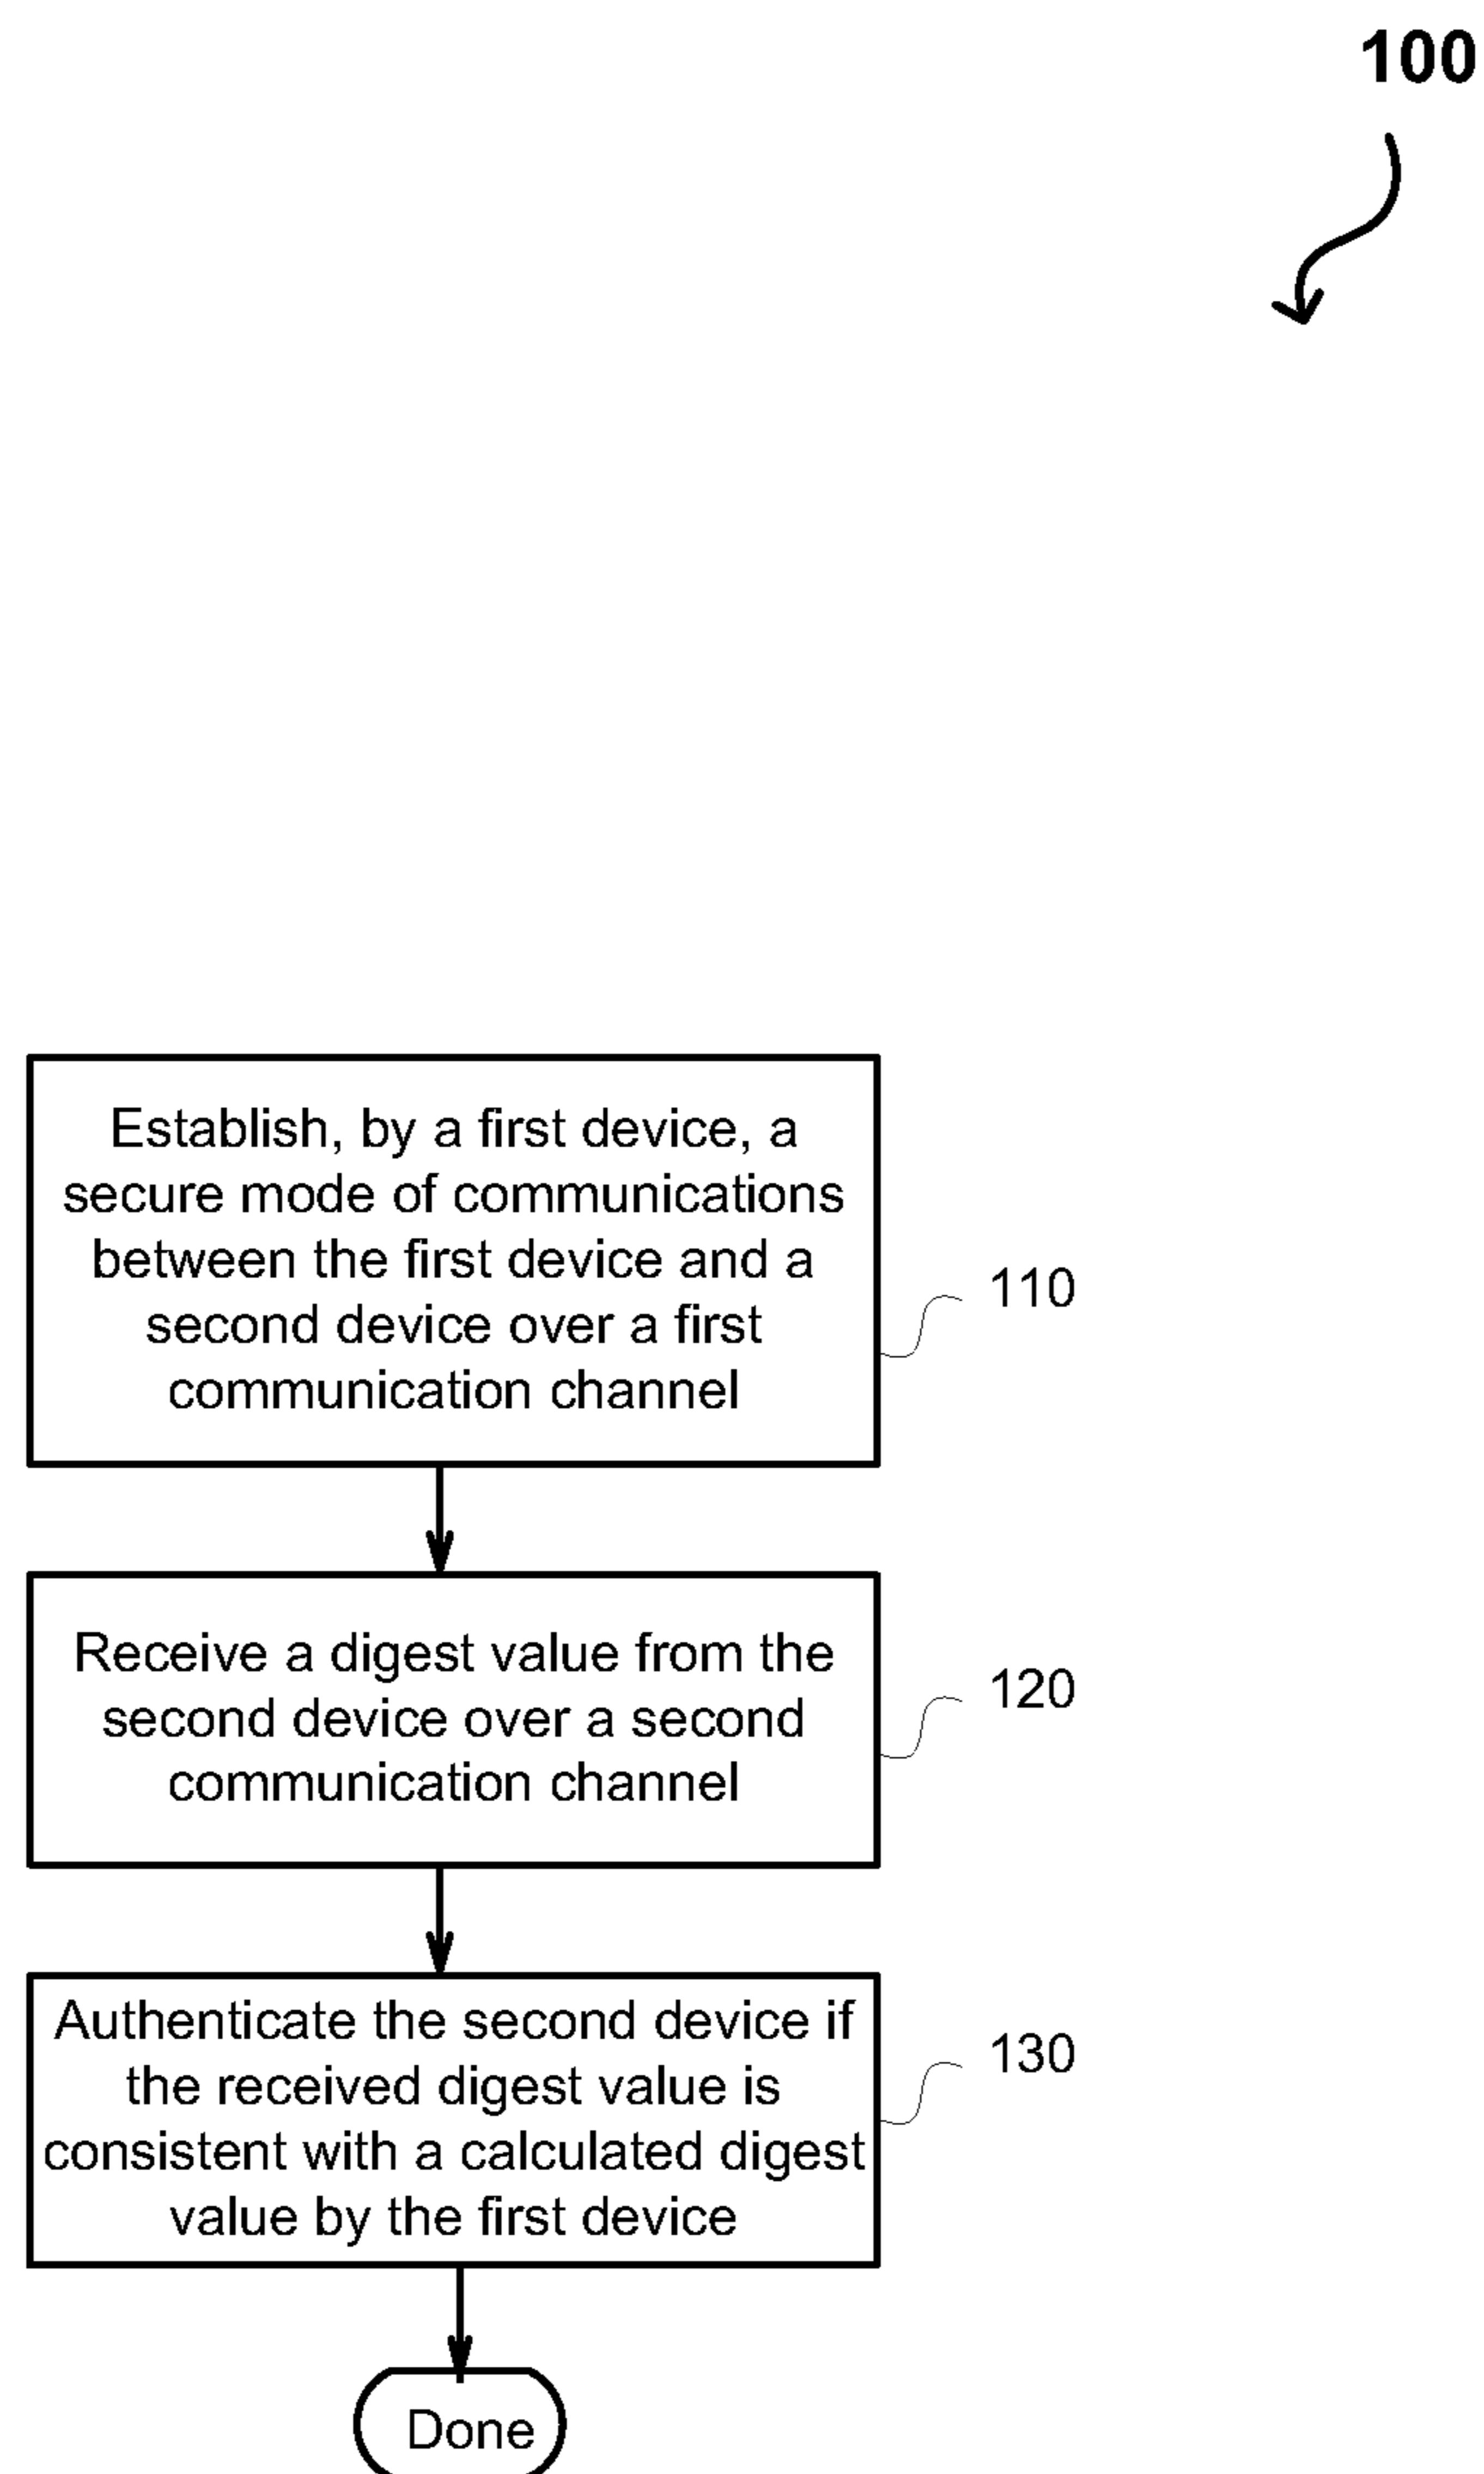 100
Establish, by a first device, a
secure mode of communications
between the first device and a
second device over a first
communication channel
110
Receive a digest value from the
second device over a second
communication channel
120
Authenticate the second device if
the received digest value is
consistent with a calculated digest
value by the first device
130
Done